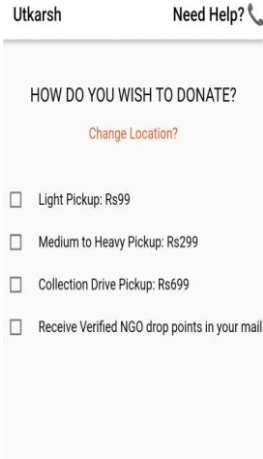 Utkarsh Need Help?
HOW DO YOU WISH TO DONATE?
Change Location?
Light Pickup: Rs99
Medium to Heavy Pickup: Rs299
Collection Drive Pickup: Rs699
Receive Verified NGO drop points in your mail